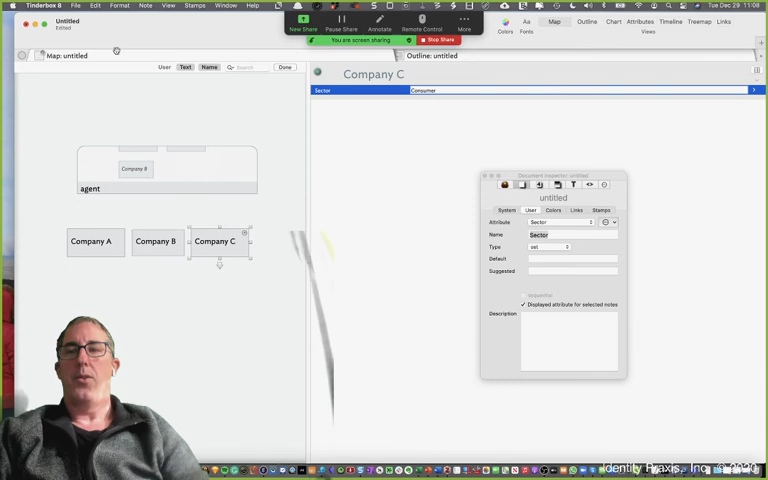 Tinderbox 8 File Edit Format Note View Stamps Window Help
Tue Dec 29 11:08
New Share Pause Share Annotate Remote Control More
You are screen sharing Stop Share
Untitled
Edited
Colors Fonts Map Outline Chart Attributes Timeline Treemap Links
Views
Map: untitled
Outline: untitled
User: Text Name Search Done
Company C
Sector Consumer
Company B
agent
Company A Company B Company C
Document Inspector: untitled
untitled
System User Colors Links Stamps
Attribute Sector
Name Sector
Type set
Default
Suggested
sequential
Displayed attribute for selected notes
Description
Identity Praxis, Inc. © 2020